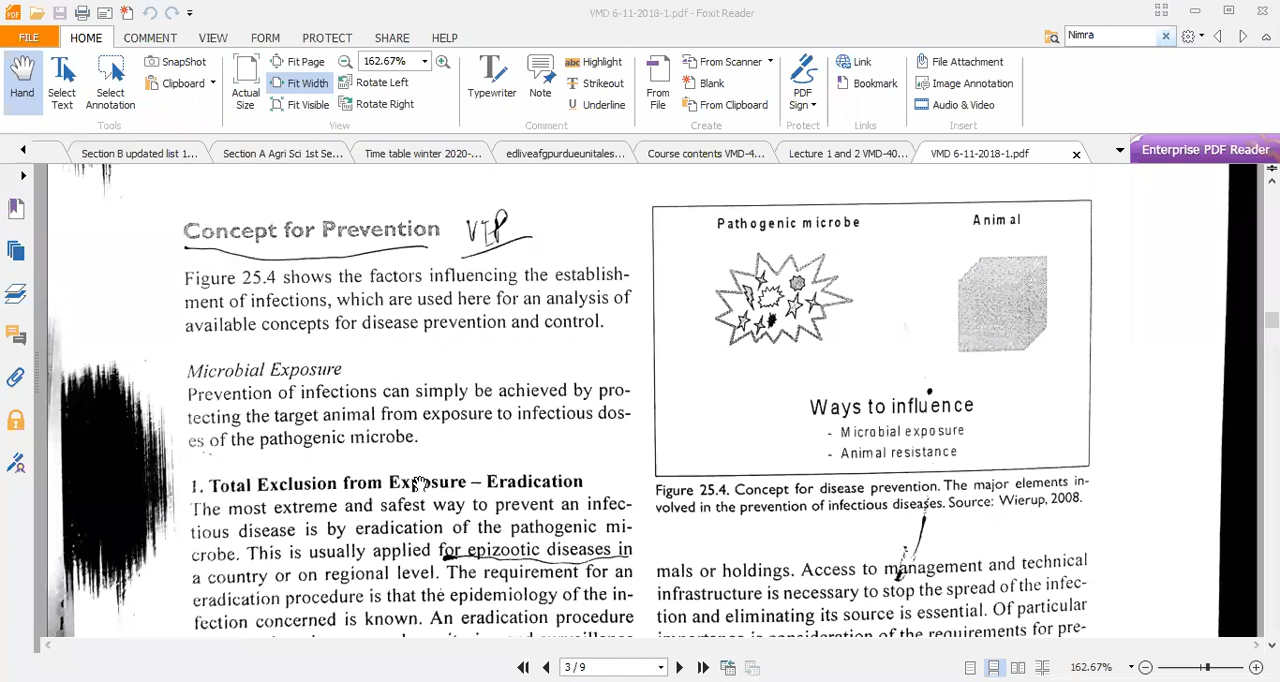 VMD 6-11-2018-1.pdf - Foxit Reader
FILE HOME COMMENT VIEW FORM PROTECT SHARE HELP
Nimra
Hand
Select Text
Select Annotation
SnapShot
Clipboard
Tools
Actual Size
Fit Page
Fit Width
Fit Visible
162.67%
Rotate Left
Rotate Right
View
Typewriter
Note
Highlight
Strikeout
Underline
Comment
From File
From Scanner
Blank
From Clipboard
Create
PDF Sign
Protect
Link
Bookmark
Links
File Attachment
Image Annotation
Audio & Video
Insert
Section B updated list 1...
Section A Agri Sci 1st Se...
Time table winter 2020-...
edliveafgpurdueunitales...
Course contents VMD-4...
Lecture 1 and 2 VMD-40...
VMD 6-11-2018-1.pdf
Enterprise PDF Reader
Concept for Prevention VIP
Figure 25.4 shows the factors influencing the establish-
ment of infections, which are used here for an analysis of
available concepts for disease prevention and control.
Microbial Exposure
Prevention of infections can simply be achieved by pro-
tecting the target animal from exposure to infectious dos-
es of the pathogenic microbe.
1. Total Exclusion from Exposure – Eradication
The most extreme and safest way to prevent an infec-
tious disease is by eradication of the pathogenic mi-
crobe. This is usually applied for epizootic diseases in
a country or on regional level. The requirement for an
eradication procedure is that the epidemiology of the in-
fection concerned is known. An eradication procedure
Pathogenic microbe
Animal
Ways to influence
- Microbial exposure
- Animal resistance
Figure 25.4. Concept for disease prevention. The major elements in-
volved in the prevention of infectious diseases. Source: Wierup, 2008.
mals or holdings. Access to management and technical
infrastructure is necessary to stop the spread of the infec-
tion and eliminating its source is essential. Of particular
importance is consideration of the requirements for pre-
3 / 9
162.67%